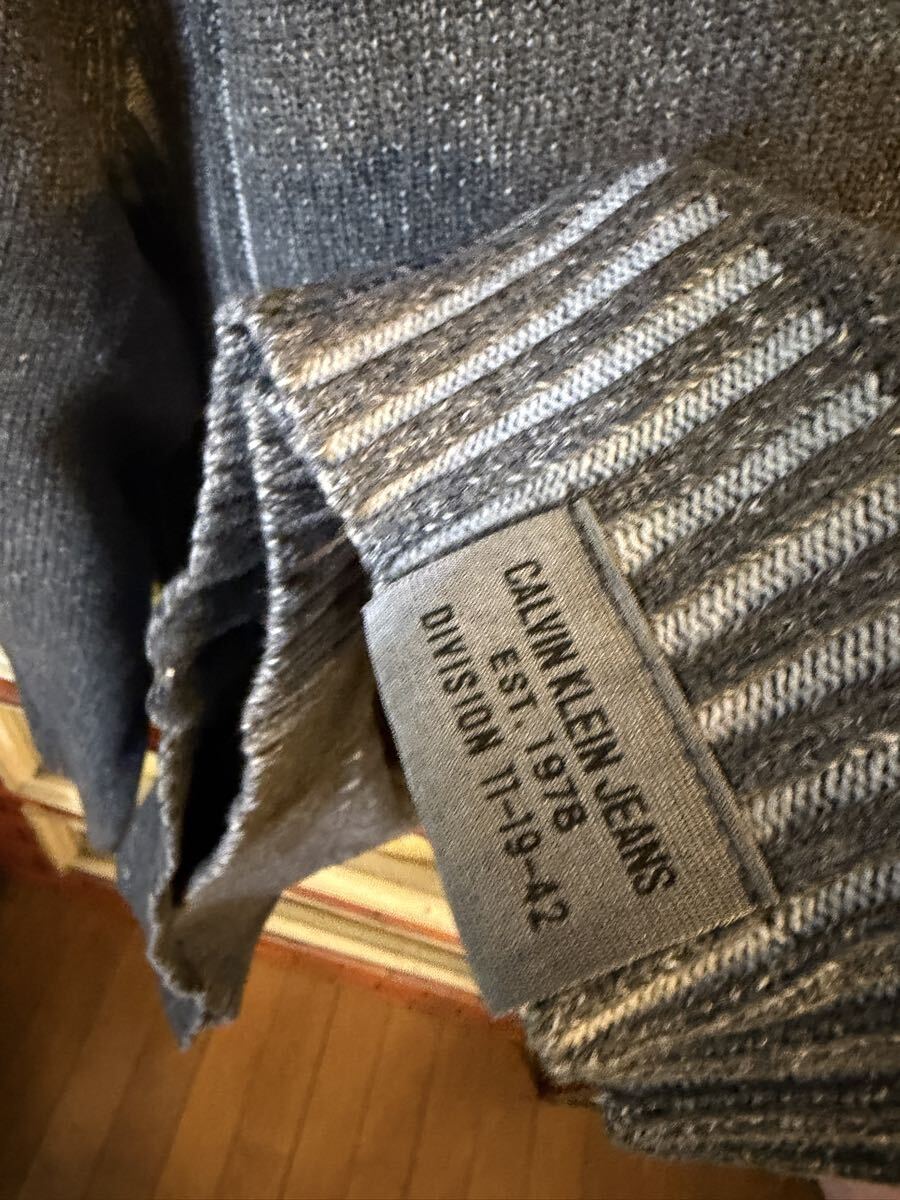 CALVIN KLEIN JEANS
EST. 1978
DIVISION 11-19-42